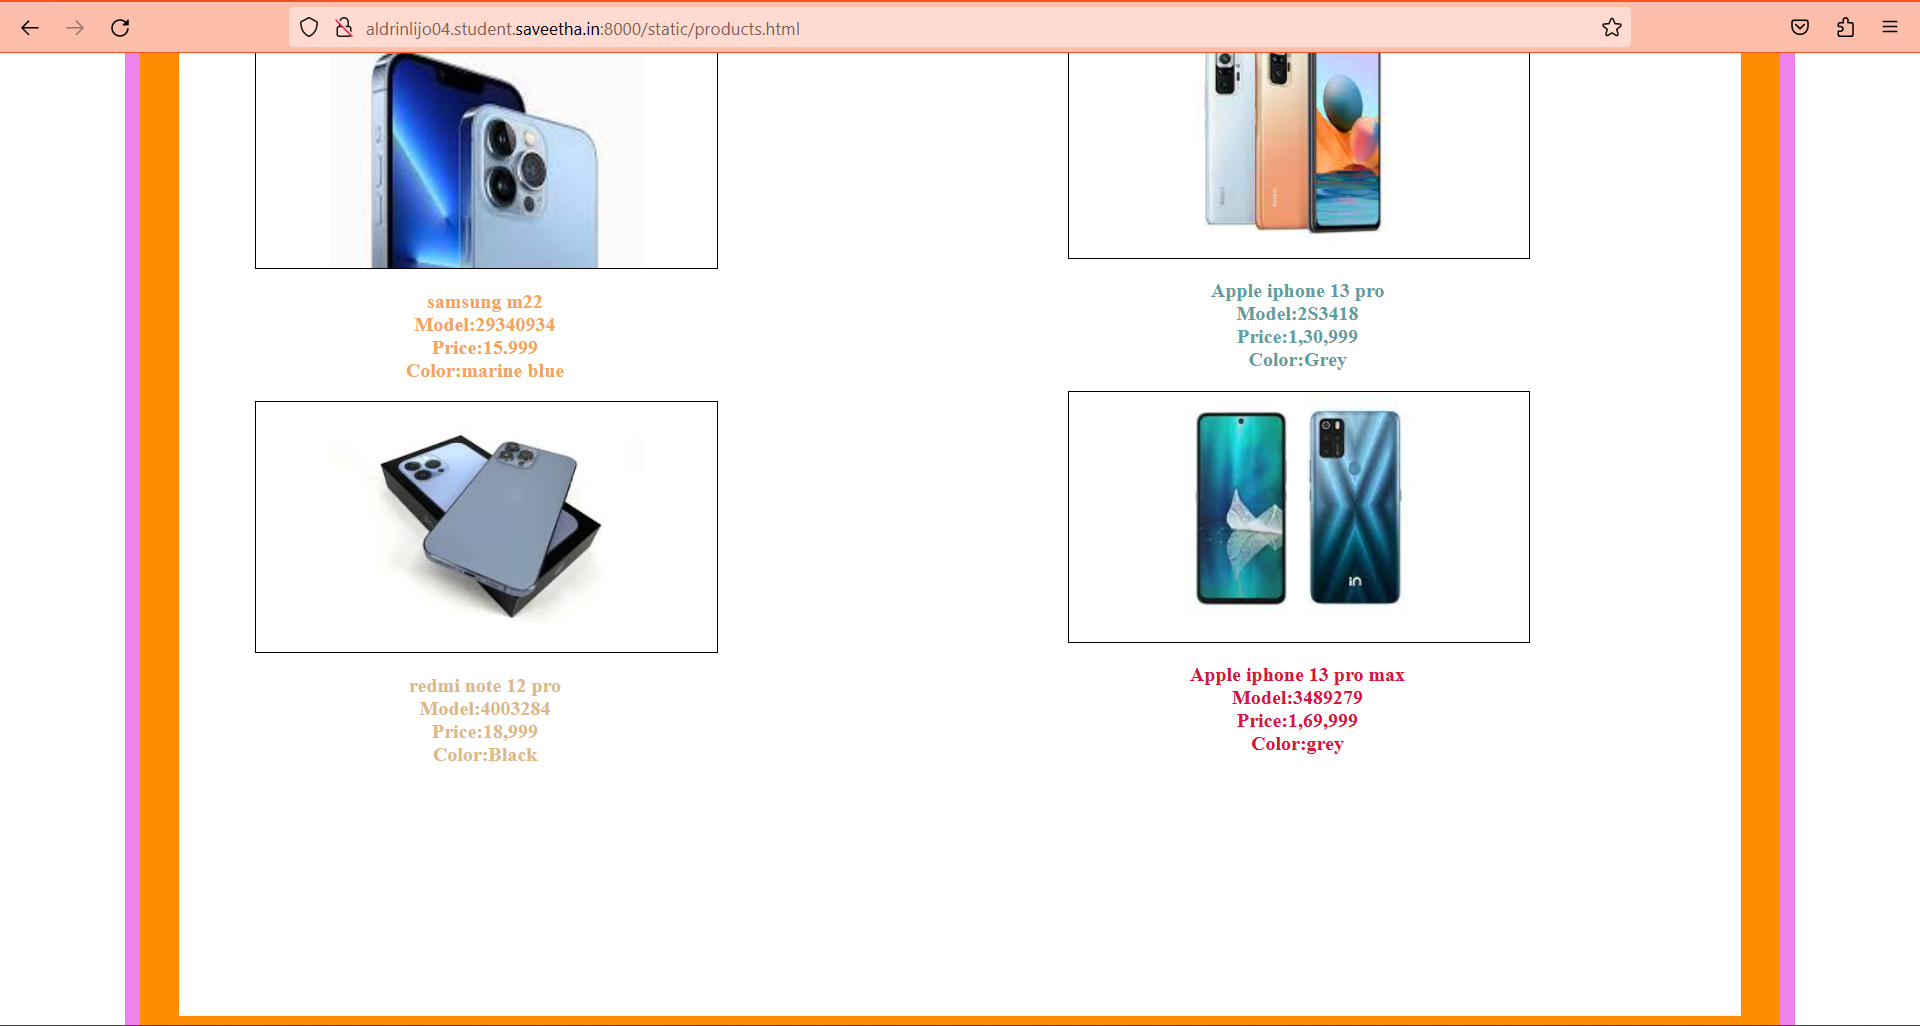 aldrinlijo04.student.saveetha.in:8000/static/products.html
samsung m22
Model:29340934
Price:15.999
Color:marine blue
Apple iphone 13 pro
Model:2S3418
Price:1,30,999
Color:Grey
in
redmi note 12 pro
Model:4003284
Price:18,999
Color:Black
Apple iphone 13 pro max
Model:3489279
Price:1,69,999
Color:grey